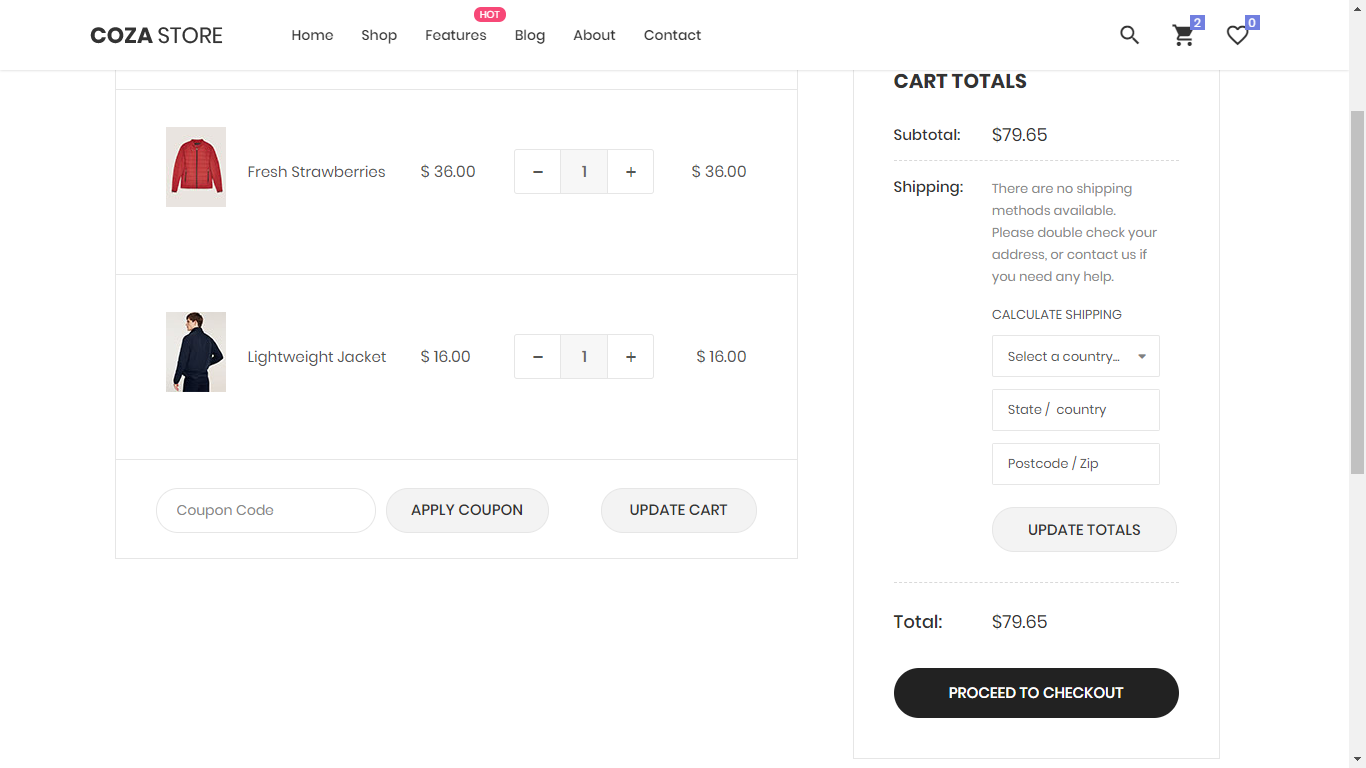 COZA STORE
Home Shop Features HOT Blog About Contact
2
0
Fresh Strawberries $ 36.00 − 1 + $ 36.00
Lightweight Jacket $ 16.00 − 1 + $ 16.00
Coupon Code APPLY COUPON UPDATE CART
CART TOTALS
Subtotal: $79.65
Shipping: There are no shipping
methods available.
Please double check your
address, or contact us if
you need any help.
CALCULATE SHIPPING
Select a country...
State / country
Postcode / Zip
UPDATE TOTALS
Total: $79.65
PROCEED TO CHECKOUT